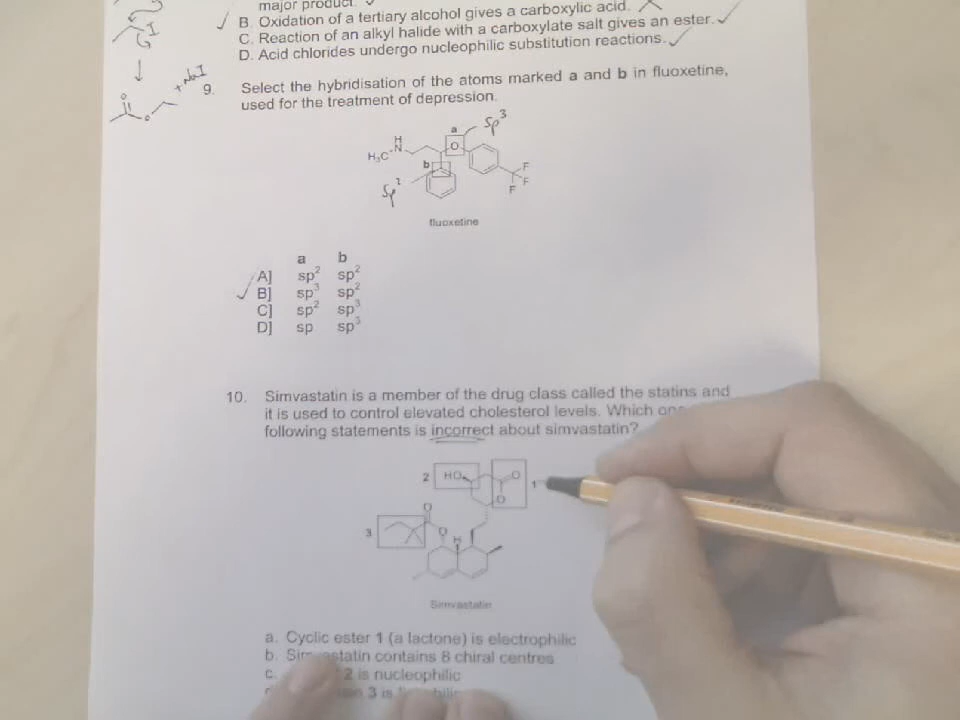 major product.
B. Oxidation of a tertiary alcohol gives a carboxylic acid.
C. Reaction of an alkyl halide with a carboxylate salt gives an ester.
D. Acid chlorides undergo nucleophilic substitution reactions.
+ NaI
9. Select the hybridisation of the atoms marked a and b in fluoxetine,
used for the treatment of depression.
a sp³
H
N
H₃C
O
b
F
F
F
sp²
fluoxetine
a b
A] sp² sp²
B] sp³ sp²
C] sp² sp³
D] sp sp³
10. Simvastatin is a member of the drug class called the statins and
it is used to control elevated cholesterol levels. Which
following statements is incorrect about simvastatin?
2 HO O 1
O
O
3 O
H
Simvastatin
a. Cyclic ester 1 (a lactone) is electrophilic
b. contains 8 chiral centres
c. 2 is nucleophilic
3 is